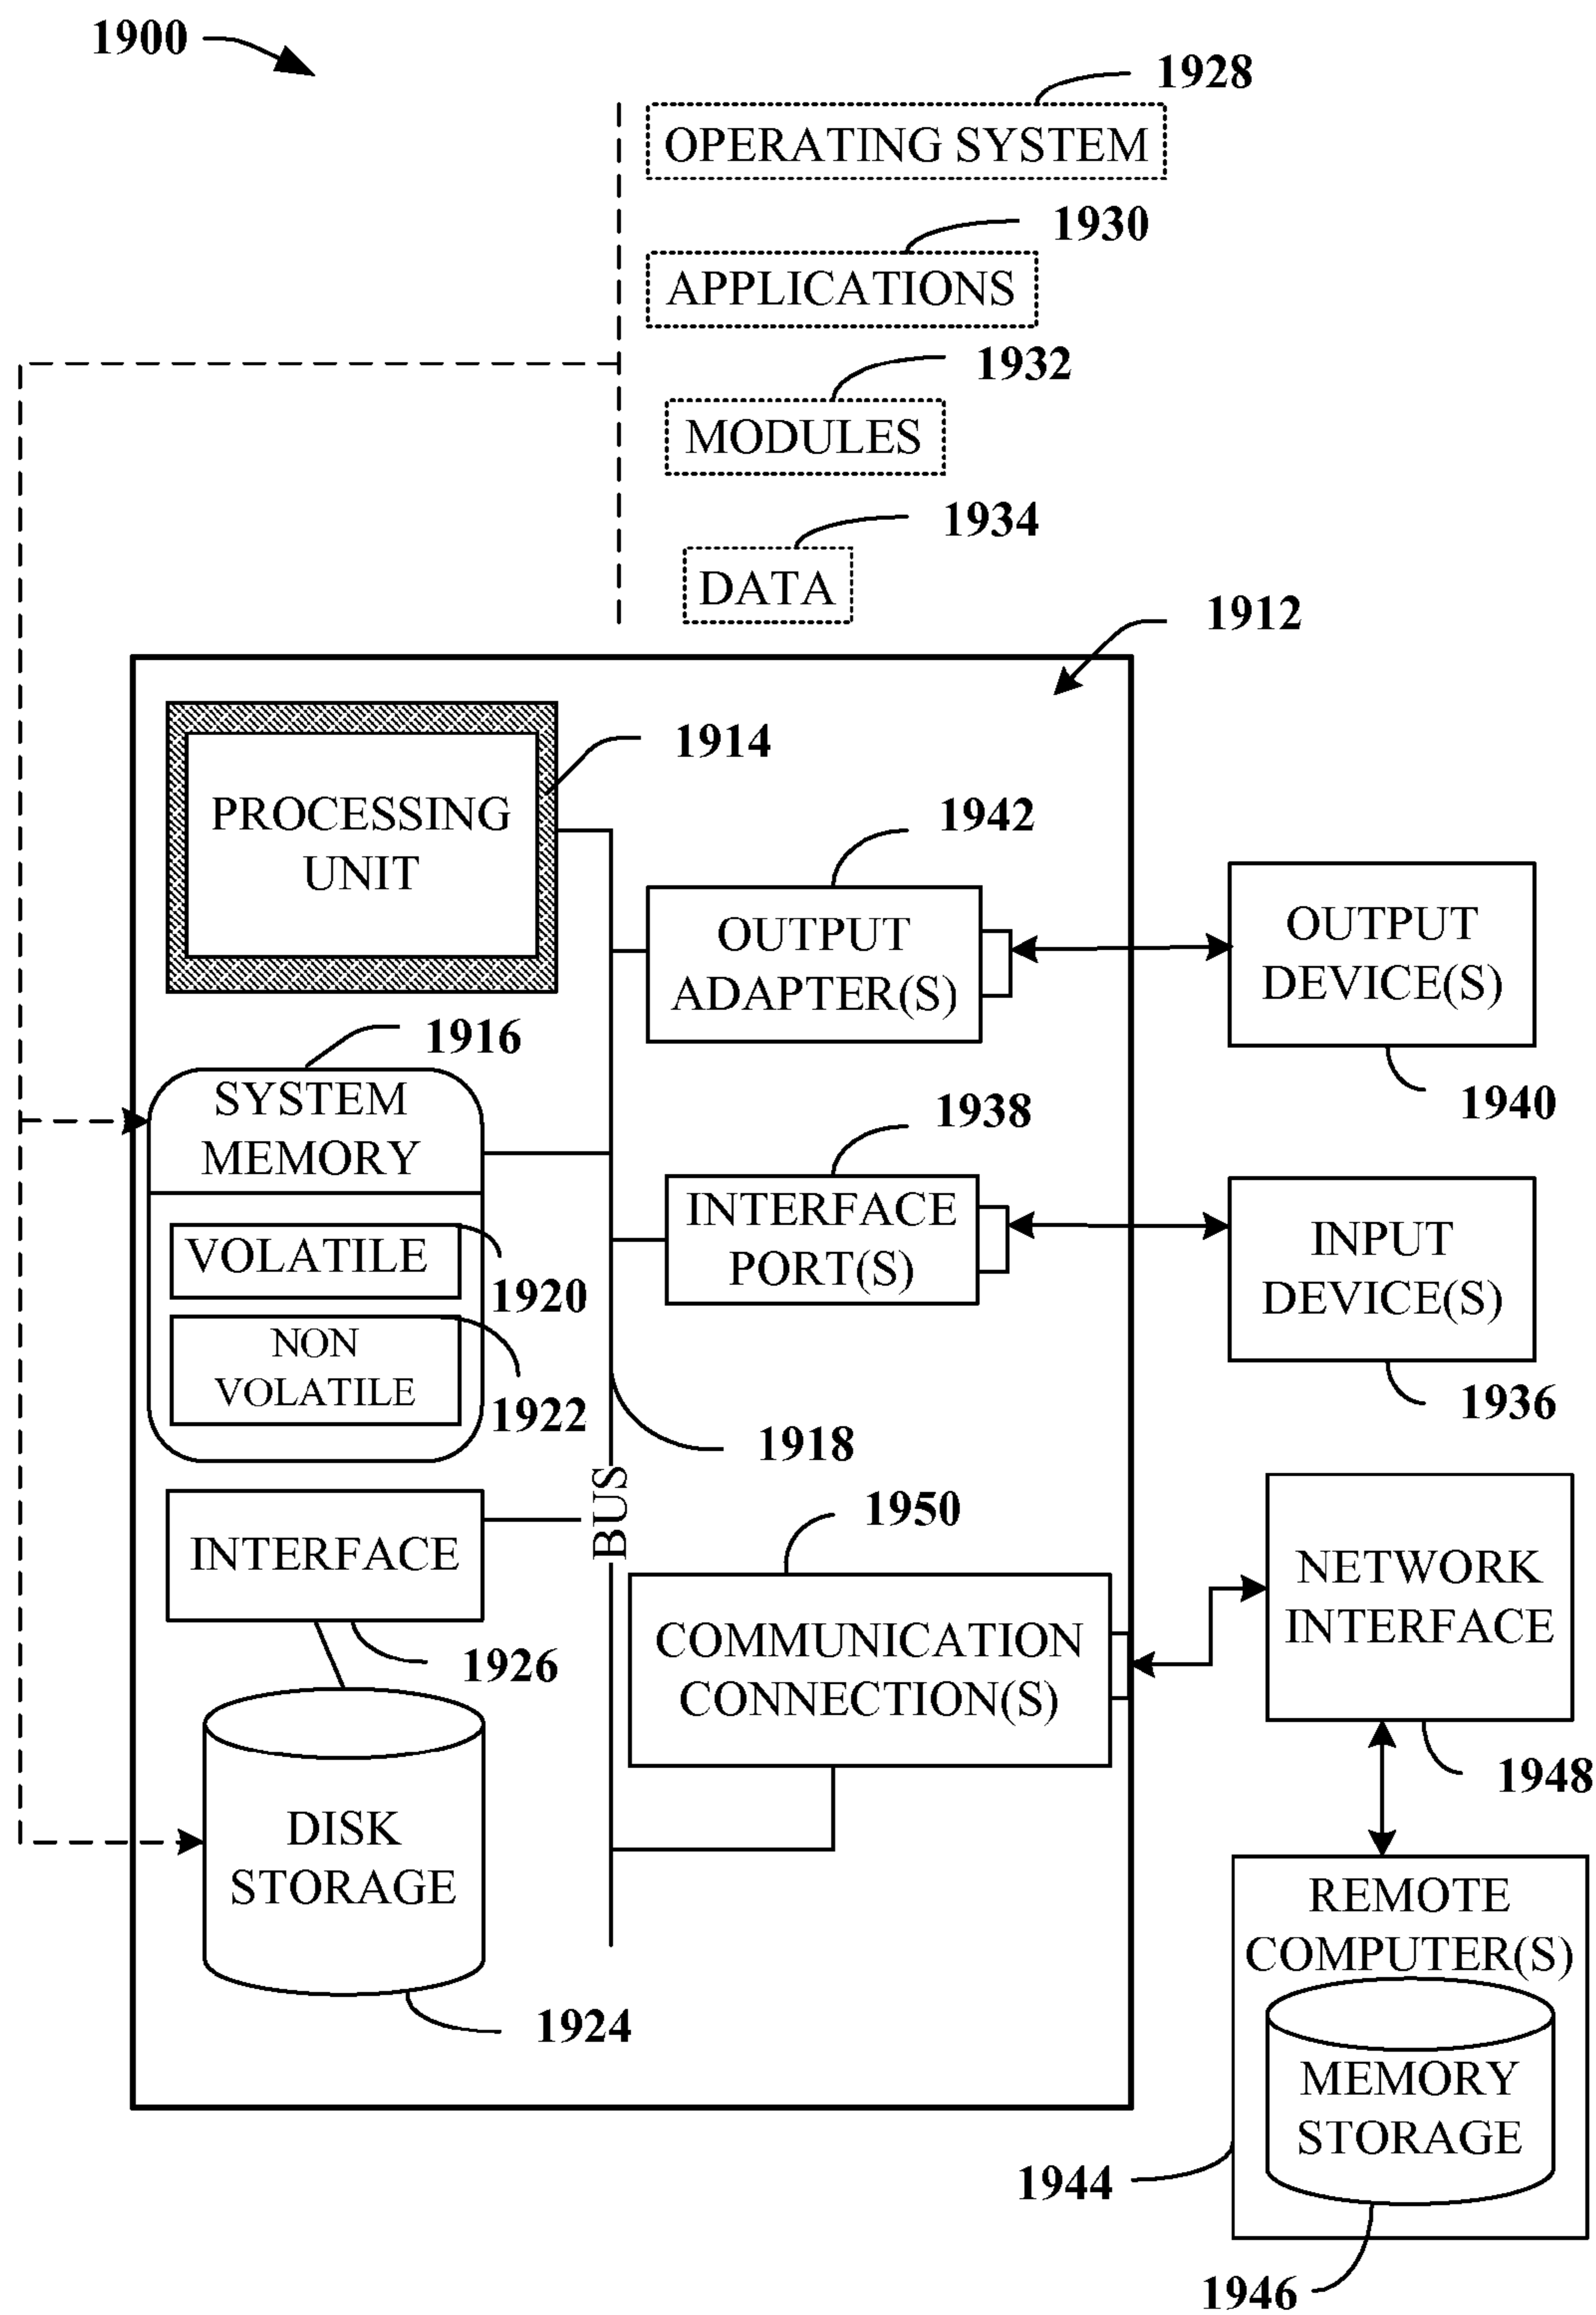 1900
1928
OPERATING SYSTEM
1930
APPLICATIONS
1932
MODULES
1934
DATA
1912
1914
PROCESSING
UNIT
1942
OUTPUT
ADAPTER(S)
OUTPUT
DEVICE(S)
1940
1916
SYSTEM
MEMORY
1938
INTERFACE
PORT(S)
INPUT
DEVICE(S)
1936
VOLATILE
1920
NON
VOLATILE
1922
1918
BUS
1950
INTERFACE
1926
COMMUNICATION
CONNECTION(S)
NETWORK
INTERFACE
1948
DISK
STORAGE
1924
REMOTE
COMPUTER(S)
MEMORY
STORAGE
1944
1946